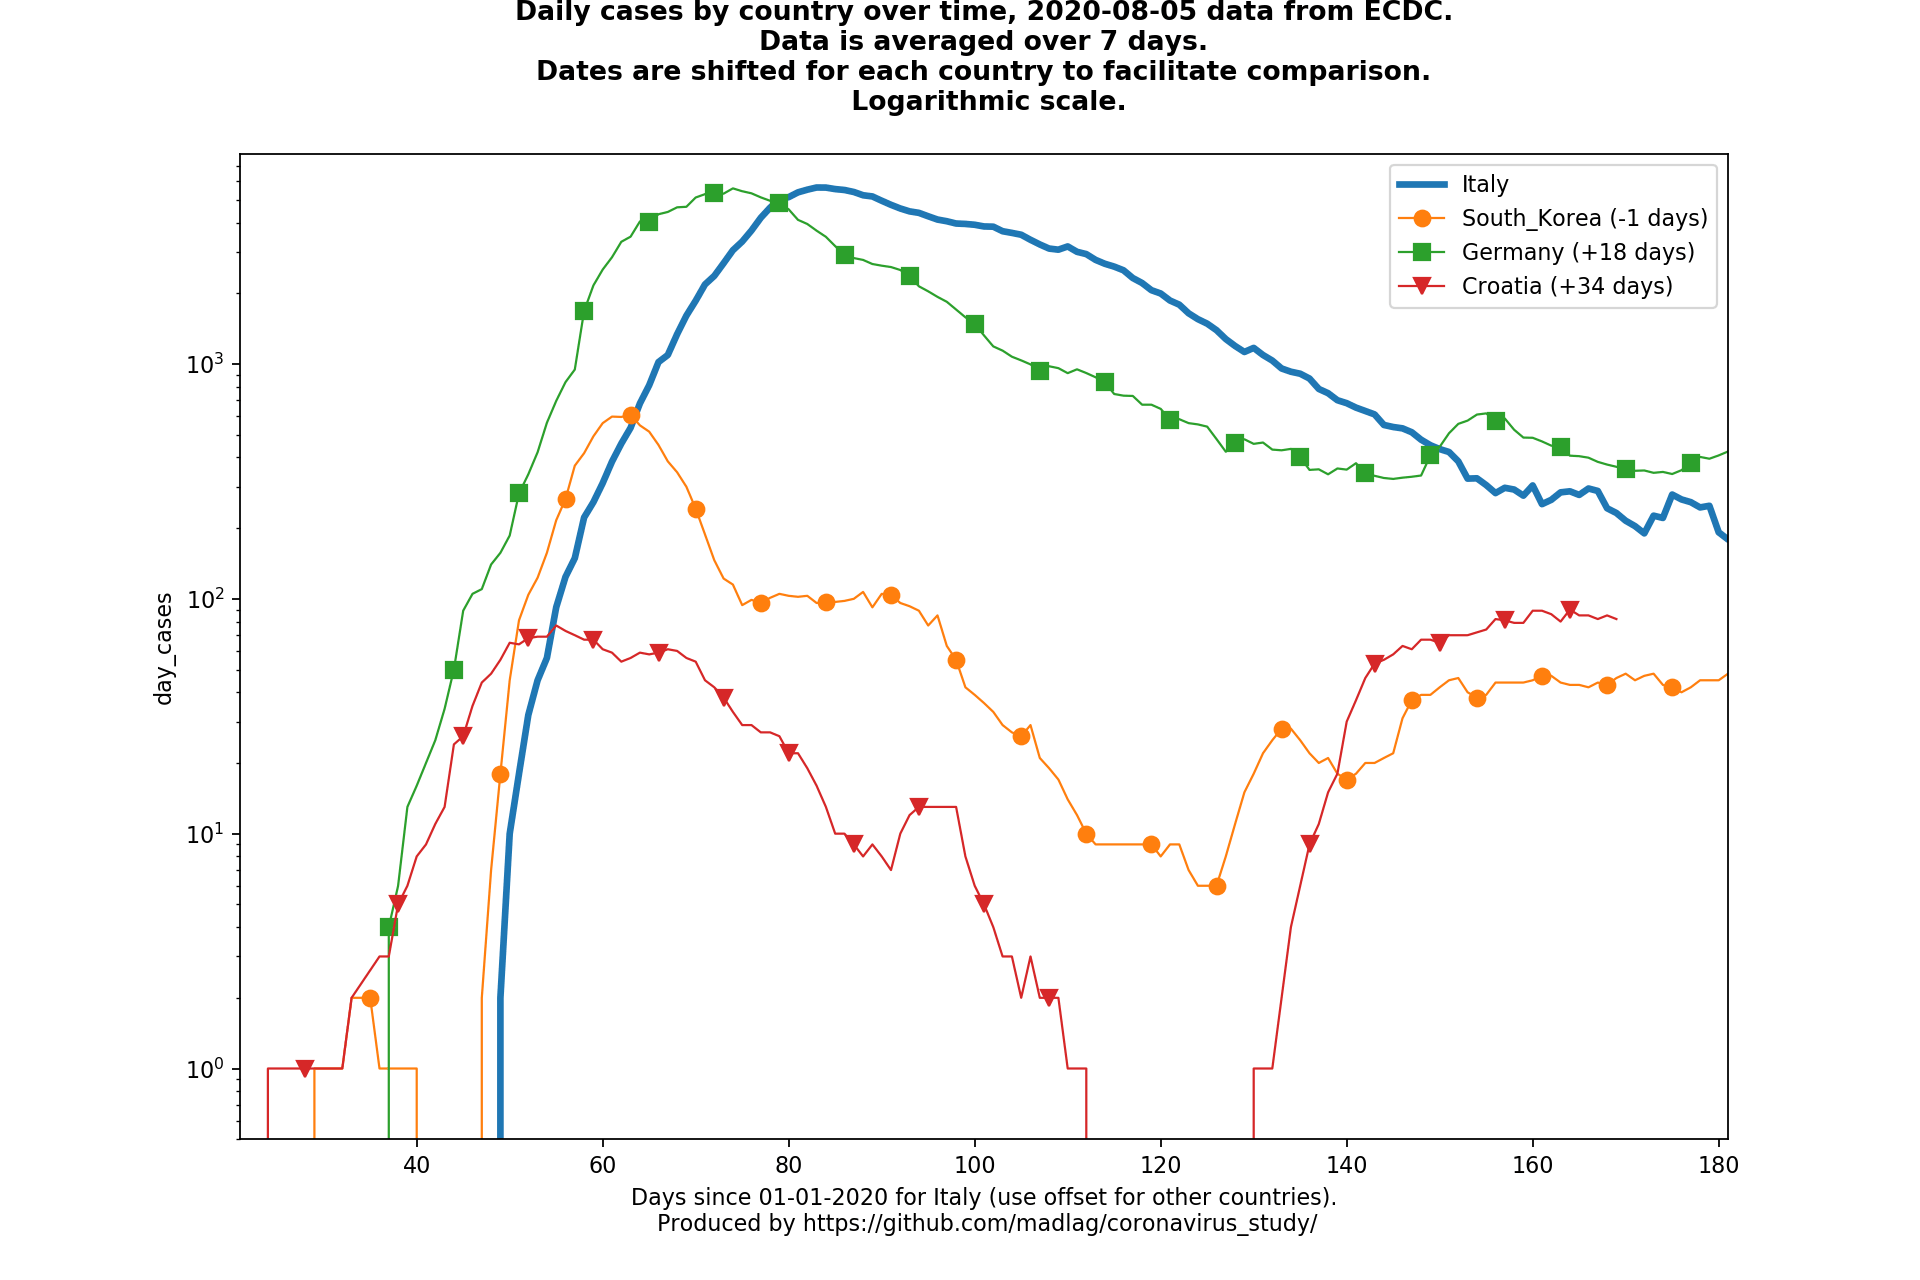 Daily cases by country over time, 2020-08-05 data from ECDC.
Data is averaged over 7 days.
Dates are shifted for each country to facilitate comparison.
Logarithmic scale.
Italy
South_Korea (-1 days)
Germany (+18 days)
Croatia (+34 days)
day_cases
10³
10²
10¹
10⁰
40 60 80 100 120 140 160 180
Days since 01-01-2020 for Italy (use offset for other countries).
Produced by https://github.com/madlag/coronavirus_study/